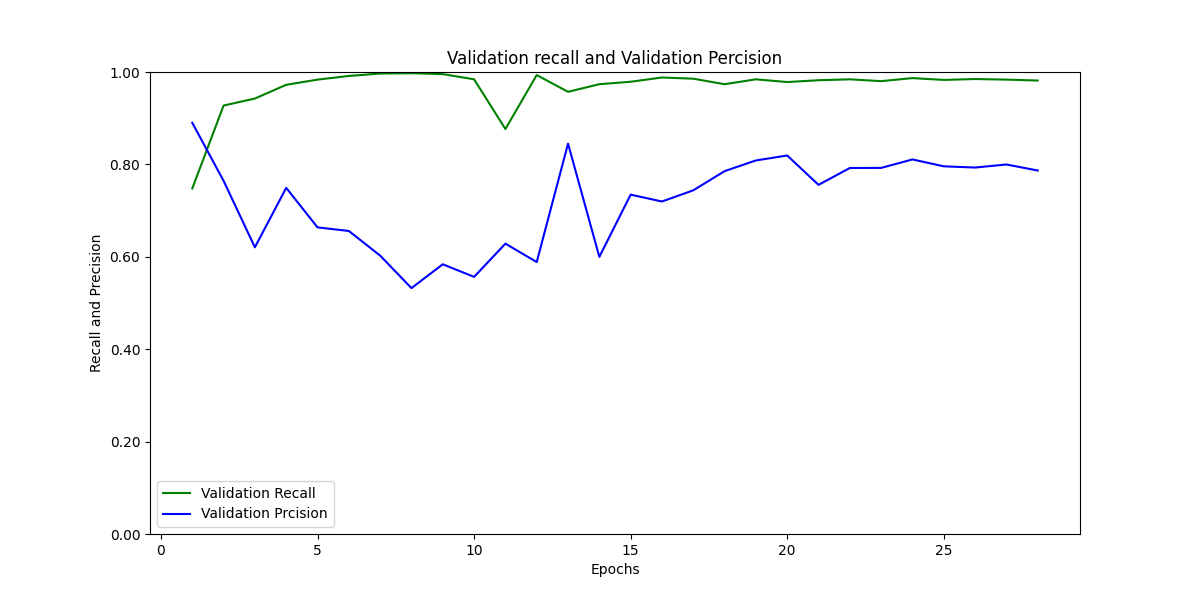 Validation recall and Validation Percision
1.00
0.80
0.60
0.40
0.20
0.00
Recall and Precision
Validation Recall
Validation Prcision
0 5 10 15 20 25
Epochs